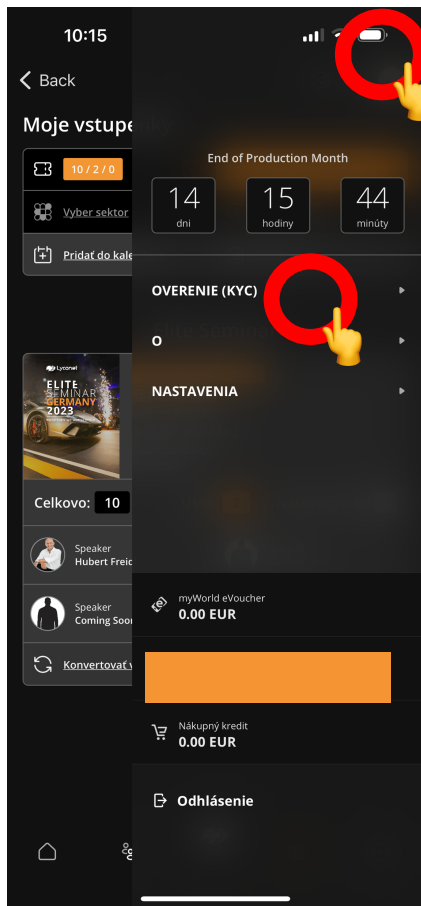 10:15
Back
Moje vstupenky
End of Production Month
14
dni
15
hodiny
44
minúty
10 / 2 / 0
Vyber sektor
Pridať do kale
OVERENIE (KYC)
O
NASTAVENIA
Lyconet
ELITE
SEMINAR
GERMANY
2023
Celkovo: 10
Speaker
Hubert Freid
Speaker
Coming Soon
Konvertovať v
myWorld eVoucher
0.00 EUR
Nákupný kredit
0.00 EUR
Odhlásenie